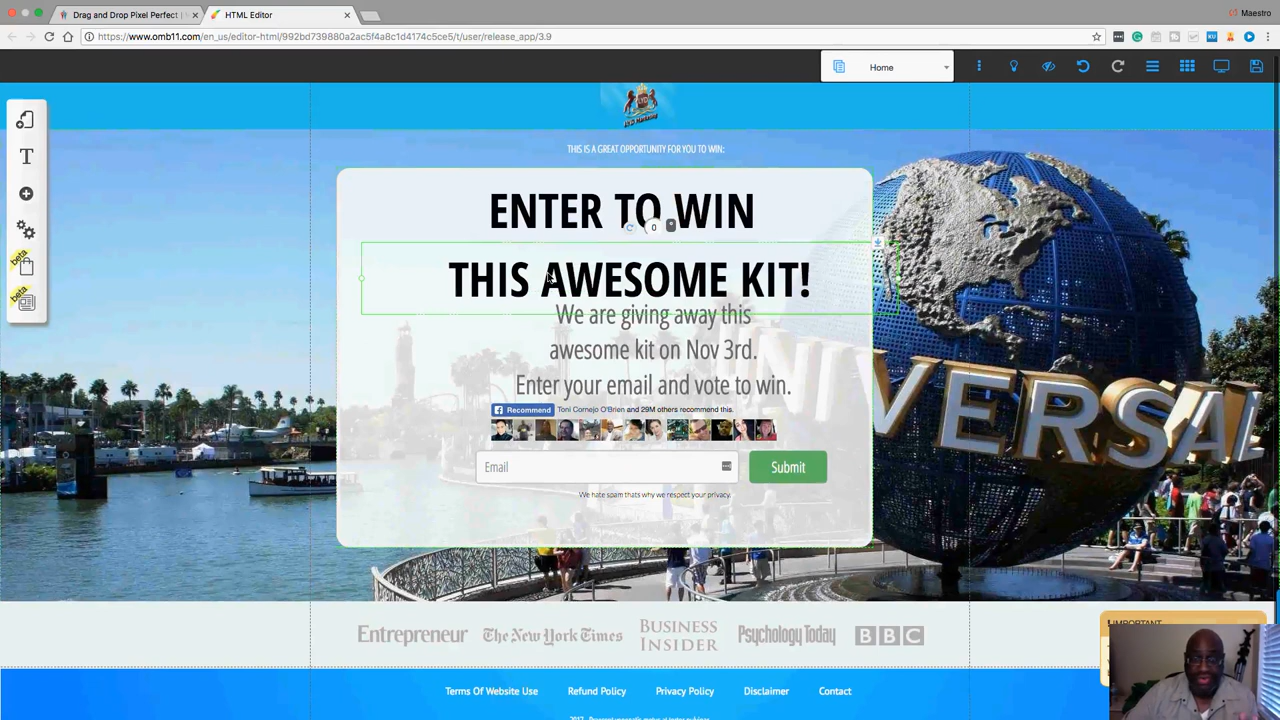 Drag and Drop Pixel Perfect
HTML Editor
Maestro
https://www.omb11.com/en_us/editor-html/992bd739880a2ac5f4a8c1d4174c5ce5/t/user/release_app/3.9
Home
THIS IS A GREAT OPPORTUNITY FOR YOU TO WIN:
ENTER TO WIN
0
THIS AWESOME KIT!
We are giving away this
awesome kit on Nov 3rd.
Enter your email and vote to win.
Recommend Toni Cornejo O'Brien and 29M others recommend this.
Email
Submit
We hate spam thats why we respect your privacy.
T
beta
beta
UNIVERSAL
Entrepreneur The New York Times BUSINESS INSIDER Psychology Today BBC
IMPORTANT
Terms Of Website Use Refund Policy Privacy Policy Disclaimer Contact